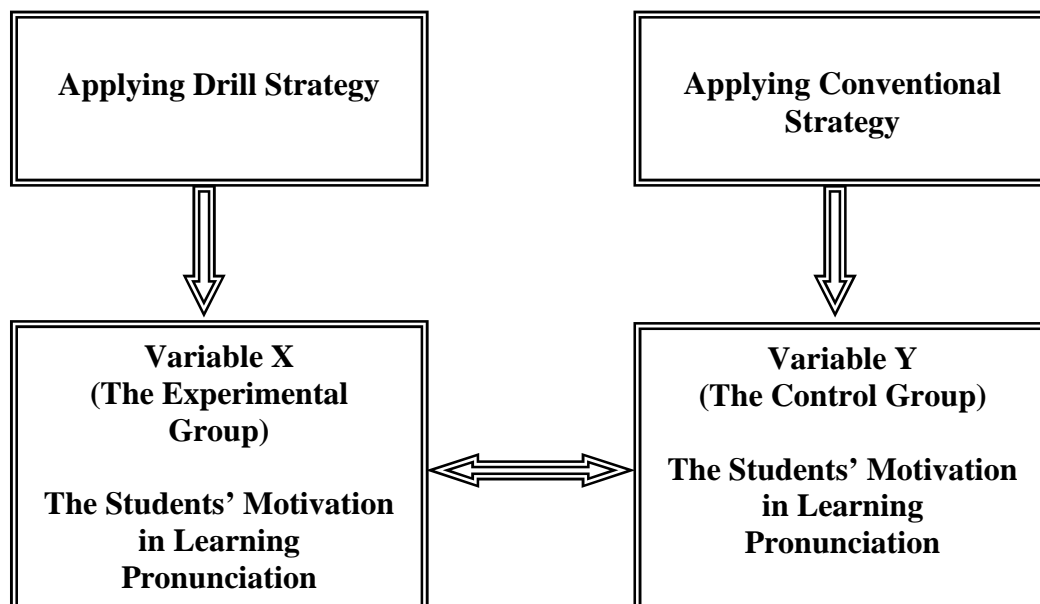 Applying Drill Strategy
Applying Conventional
Strategy
Variable X
(The Experimental
Group)
The Students’ Motivation
in Learning
Pronunciation
Variable Y
(The Control Group)
The Students’ Motivation
in Learning
Pronunciation